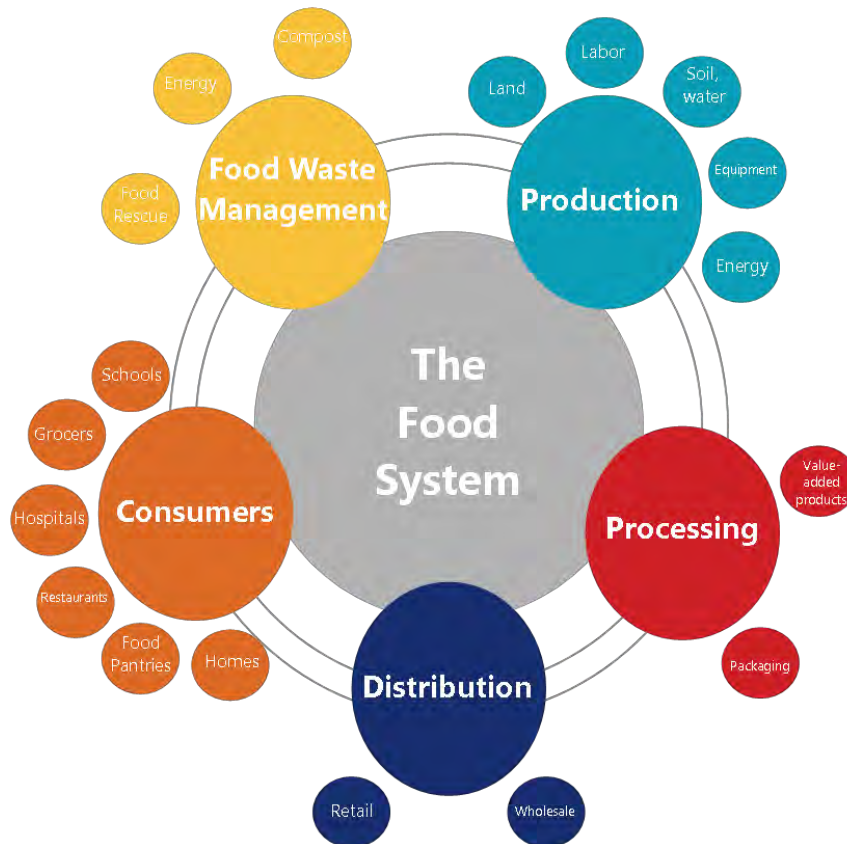 Compost
Energy
Food
Rescue
Food Waste
Management
Land
Labor
Soil,
water
Equipment
Energy
Production
The
Food
System
Schools
Grocers
Hospitals
Restaurants
Food
Pantries
Homes
Consumers
Processing
Value-
added
products
Packaging
Distribution
Retail
Wholesale